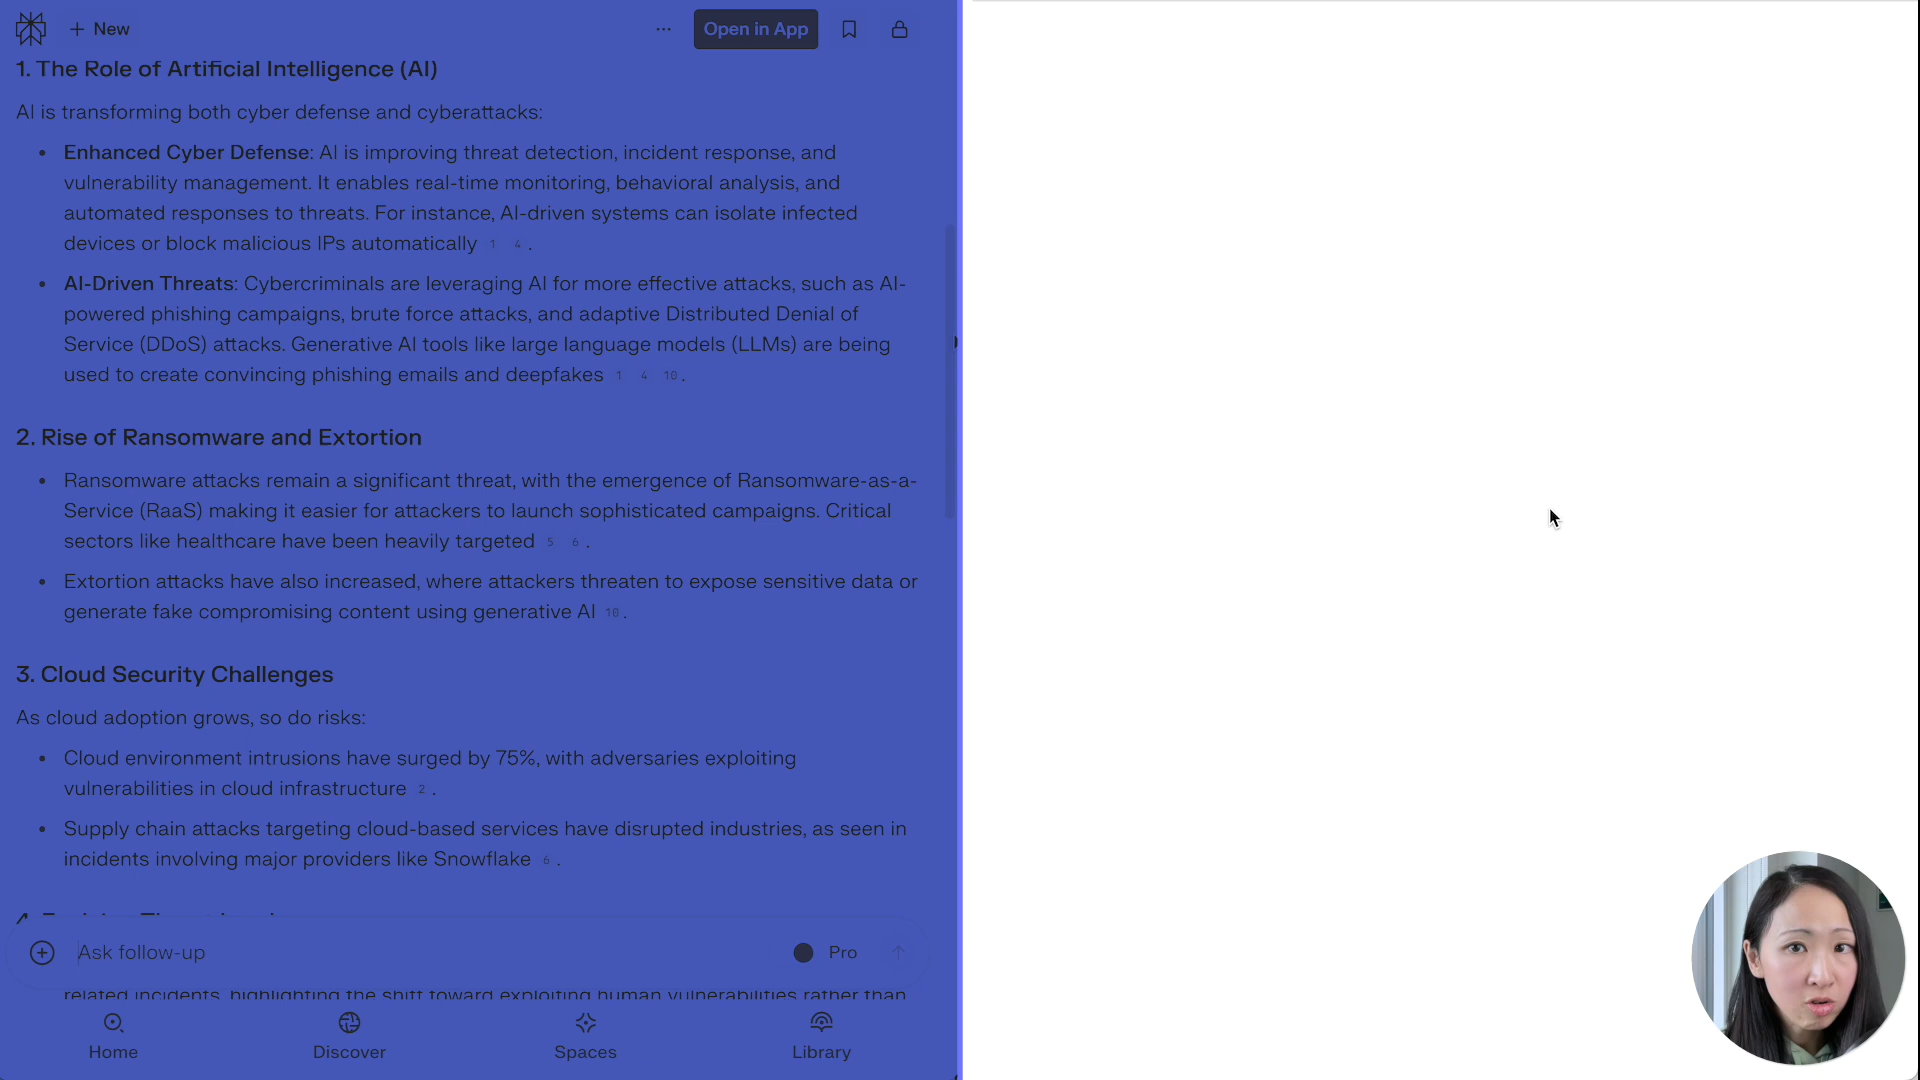 New
Open in App
1. The Role of Artificial Intelligence (AI)
AI is transforming both cyber defense and cyberattacks:
• Enhanced Cyber Defense: AI is improving threat detection, incident response, and
vulnerability management. It enables real-time monitoring, behavioral analysis, and
automated responses to threats. For instance, AI-driven systems can isolate infected
devices or block malicious IPs automatically 1 4 .
• AI-Driven Threats: Cybercriminals are leveraging AI for more effective attacks, such as AI-
powered phishing campaigns, brute force attacks, and adaptive Distributed Denial of
Service (DDoS) attacks. Generative AI tools like large language models (LLMs) are being
used to create convincing phishing emails and deepfakes 1 4 10 .
2. Rise of Ransomware and Extortion
• Ransomware attacks remain a significant threat, with the emergence of Ransomware-as-a-
Service (RaaS) making it easier for attackers to launch sophisticated campaigns. Critical
sectors like healthcare have been heavily targeted 5 6 .
• Extortion attacks have also increased, where attackers threaten to expose sensitive data or
generate fake compromising content using generative AI 10 .
3. Cloud Security Challenges
As cloud adoption grows, so do risks:
• Cloud environment intrusions have surged by 75%, with adversaries exploiting
vulnerabilities in cloud infrastructure 2 .
• Supply chain attacks targeting cloud-based services have disrupted industries, as seen in
incidents involving major providers like Snowflake 6 .
Ask follow-up
Pro
related incidents, highlighting the shift toward exploiting human vulnerabilities rather than
Home
Discover
Spaces
Library